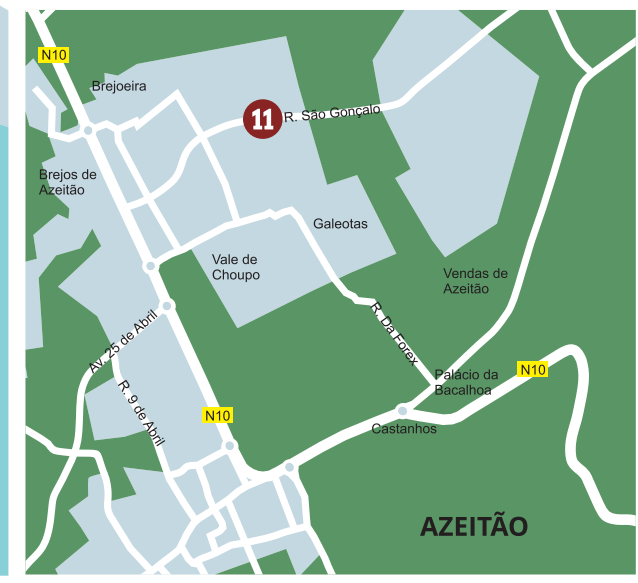 N10
Brejoeira
11
R. São Gonçalo
Brejos de
Azeitão
Galeotas
Vale de
Choupo
Vendas de
Azeitão
Av. 25 de Abril
R. Da Forex
Palácio da
Bacalhoa
N10
R. 9 de Abril
N10
Castanhos
AZEITÃO